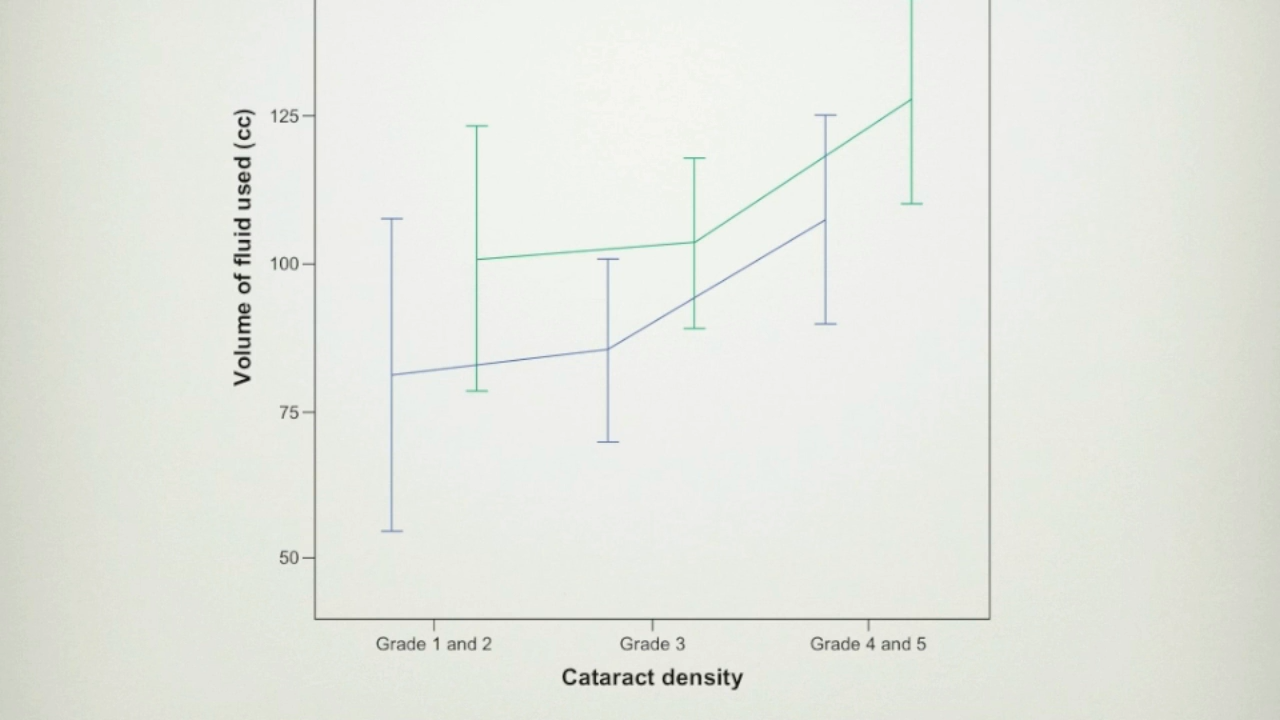 Volume of fluid used (cc)
125
100
75
50
Grade 1 and 2
Grade 3
Grade 4 and 5
Cataract density